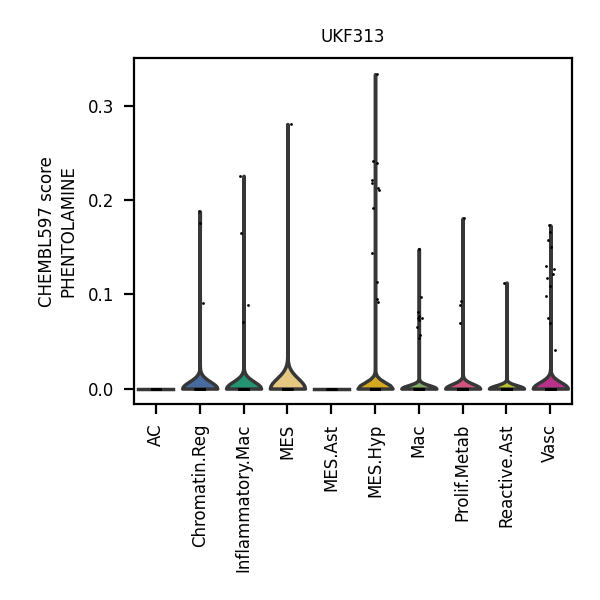 UKF313
CHEMBL597 score
PHENTOLAMINE
0.3
0.2
0.1
0.0
AC
Chromatin.Reg
Inflammatory.Mac
MES
MES.Ast
MES.Hyp
Mac
Prolif.Metab
Reactive.Ast
Vasc